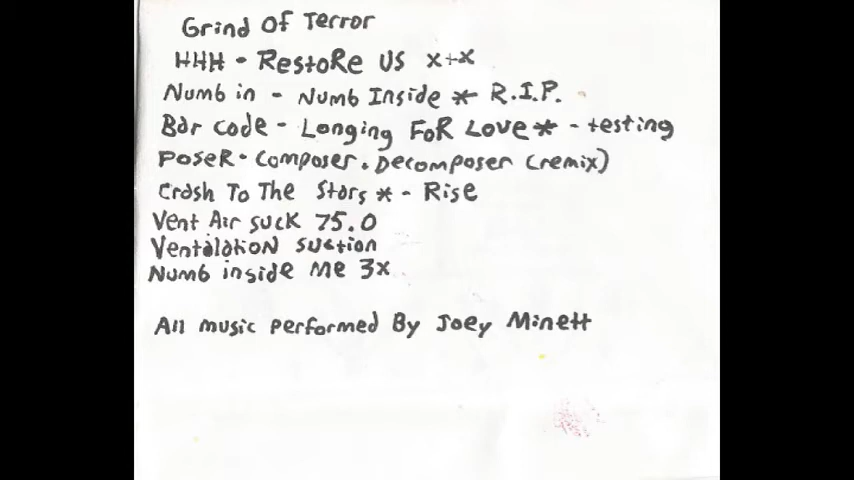 Grind Of Terror
HHH - Restore us x+x
Numb in - Numb Inside * R.I.P.
Bar code - Longing For Love * - testing
Poser - Composer. Decomposer (remix)
Crash To The Stars * - Rise
Vent Air suck 75.0
Ventalation suction
Numb inside Me 3x
All music performed By Joey Minett